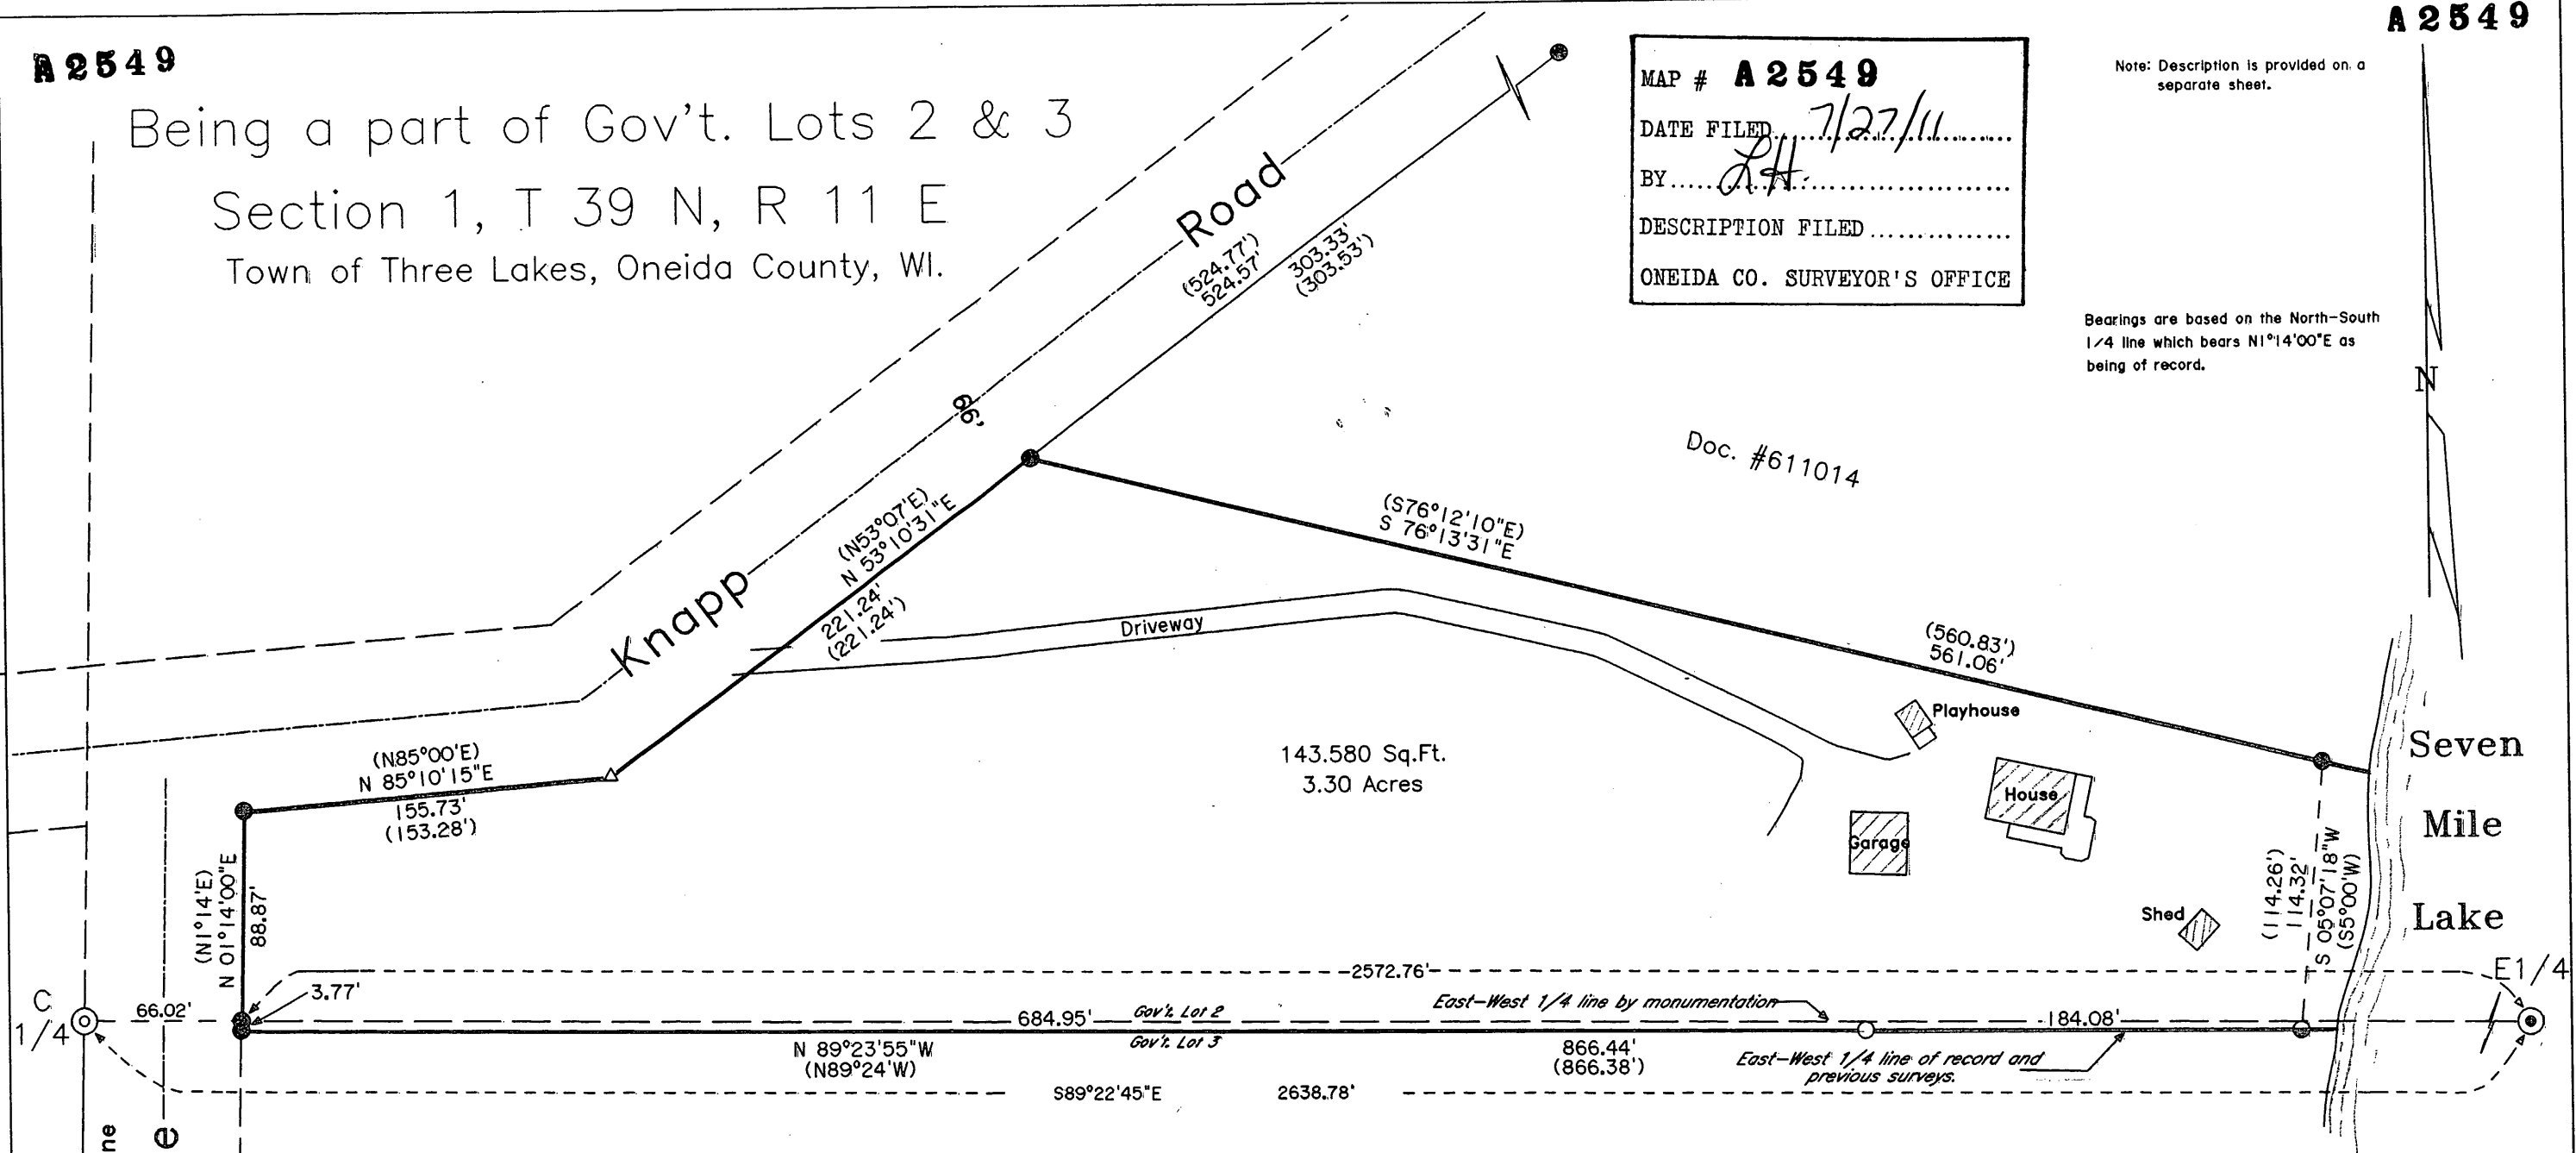 A2549
A2549
Being a part of Gov't. Lots 2 & 3
Section 1, T 39 N, R 11 E
Town of Three Lakes, Oneida County, WI.
MAP # A2549
DATE FILED 7/27/11
BY LH
DESCRIPTION FILED
ONEIDA CO. SURVEYOR'S OFFICE
Note: Description is provided on a
separate sheet.
Bearings are based on the North-South
1/4 line which bears N1°14'00"E as
being of record.
N
Knapp Road
66'
(524.77')
524.57'
303.33'
(303.53')
Doc. #611014
(N53°07'E)
N 53°10'31"E
221.24'
(221.24')
(S76°12'10"E)
S 76°13'31"E
(560.83')
561.06'
Driveway
Playhouse
House
Garage
Shed
Seven
Mile
Lake
143.580 Sq.Ft.
3.30 Acres
(N85°00'E)
N 85°10'15"E
155.73'
(153.28')
(N1°14'E)
N 01°14'00"E
88.87'
(114.26')
114.32'
S 05°07'18"W
(S5°00'W)
2572.76'
E1/4
C
1/4
66.02'
3.77'
684.95'
Gov't. Lot 2
Gov't. Lot 3
East-West 1/4 line by monumentation
184.08'
N 89°23'55"W
(N89°24'W)
866.44'
(866.38')
East-West 1/4 line of record and
previous surveys.
S89°22'45"E 2638.78'
ne
e